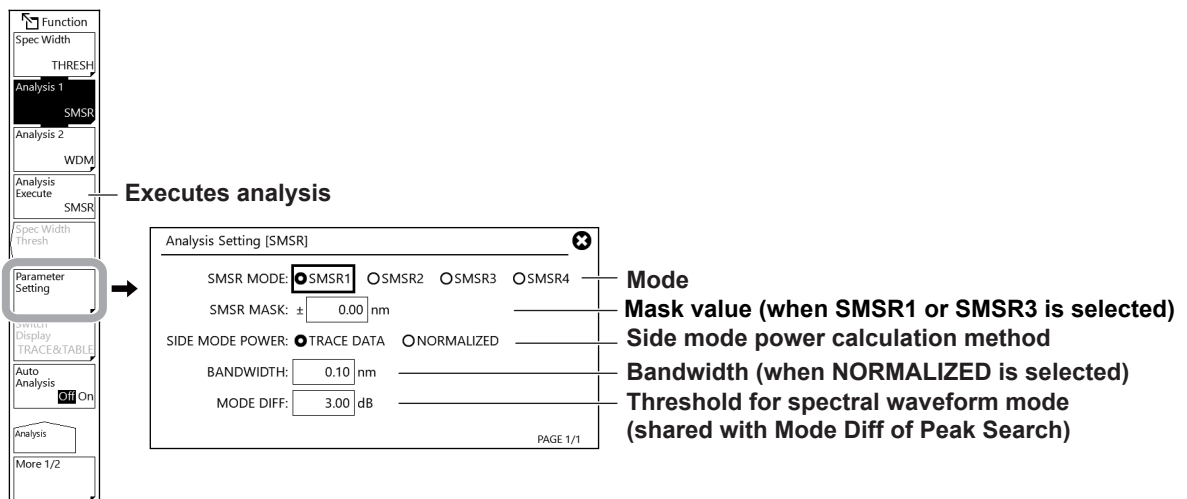 Function
Spec Width
THRESH
Analysis 1
SMSR
Analysis 2
WDM
Analysis
Execute
SMSR
Executes analysis
Spec Width
Thresh
Parameter
Setting
Switch
Display
TRACE&TABLE
Auto
Analysis
Off On
Analysis
More 1/2
Analysis Setting [SMSR]
SMSR MODE: SMSR1 SMSR2 SMSR3 SMSR4
Mode
SMSR MASK: ± 0.00 nm
Mask value (when SMSR1 or SMSR3 is selected)
SIDE MODE POWER: TRACE DATA NORMALIZED
Side mode power calculation method
BANDWIDTH: 0.10 nm
Bandwidth (when NORMALIZED is selected)
MODE DIFF: 3.00 dB
Threshold for spectral waveform mode
(shared with Mode Diff of Peak Search)
PAGE 1/1